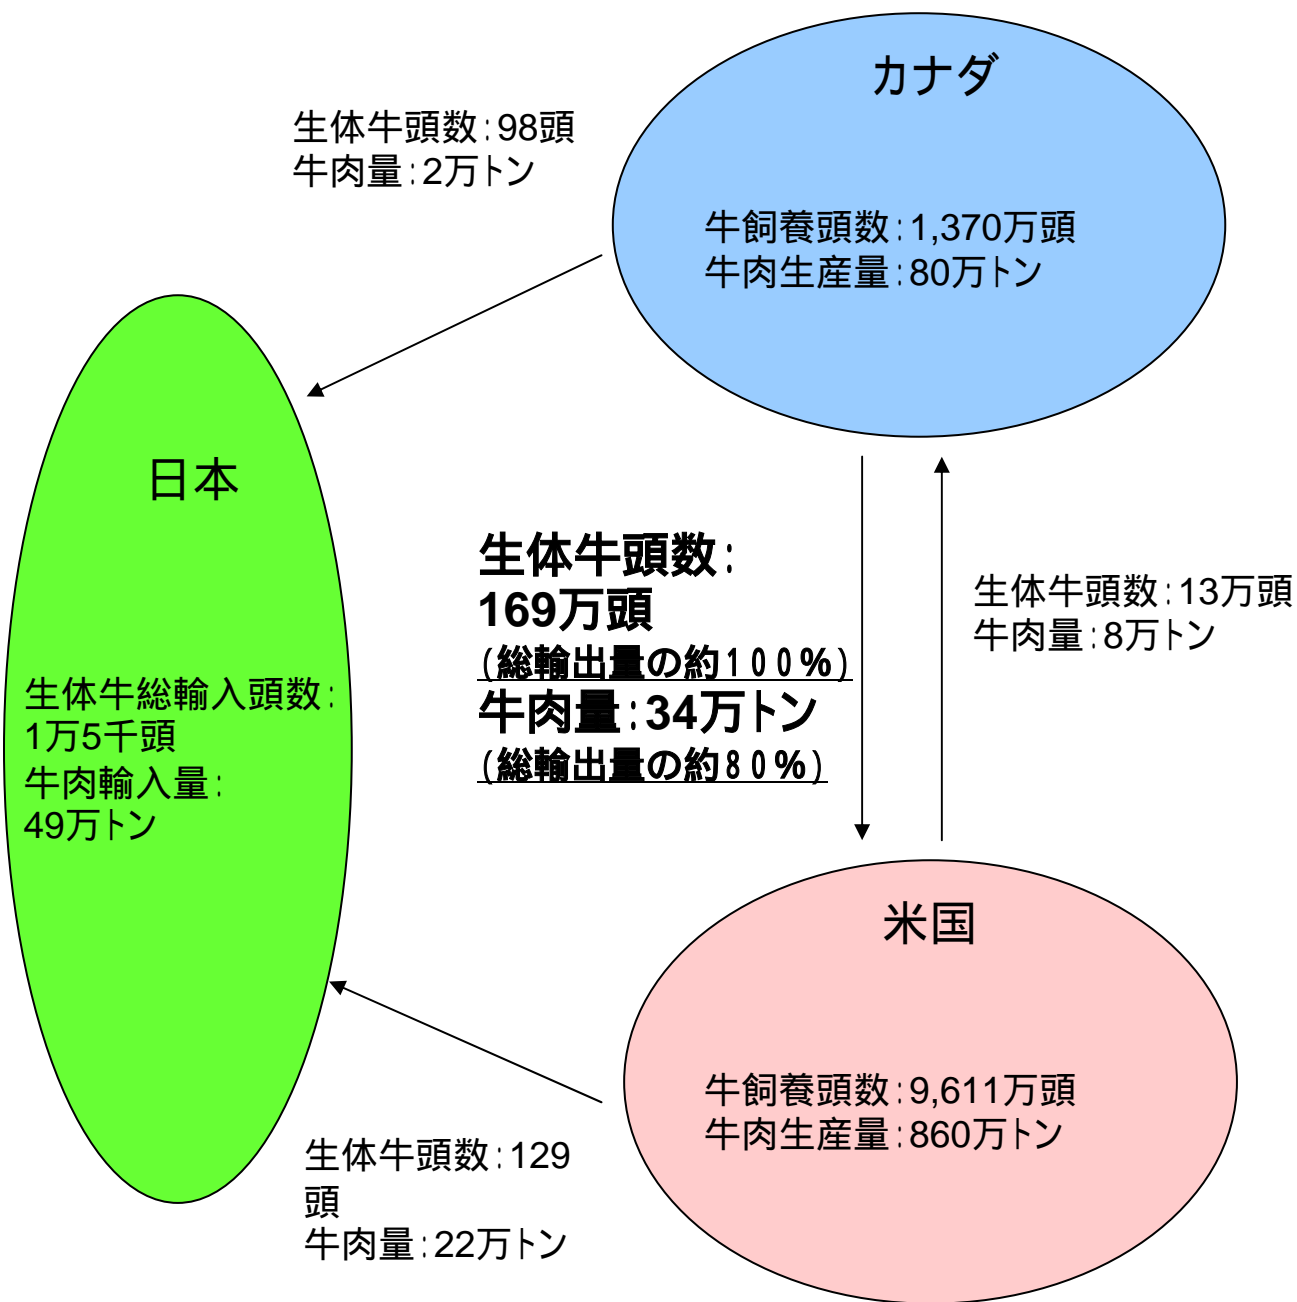 カナダ
生体牛頭数:98頭
牛肉量:2万トン
牛飼養頭数:1,370万頭
牛肉生産量:80万トン
日本
生体牛総輸入頭数:
1万5千頭
牛肉輸入量:
49万トン
生体牛頭数:
169万頭
(総輸出量の約100%)
牛肉量:34万トン
(総輸出量の約80%)
生体牛頭数:13万頭
牛肉量:8万トン
米国
牛飼養頭数:9,611万頭
牛肉生産量:860万トン
生体牛頭数:129
頭
牛肉量:22万トン